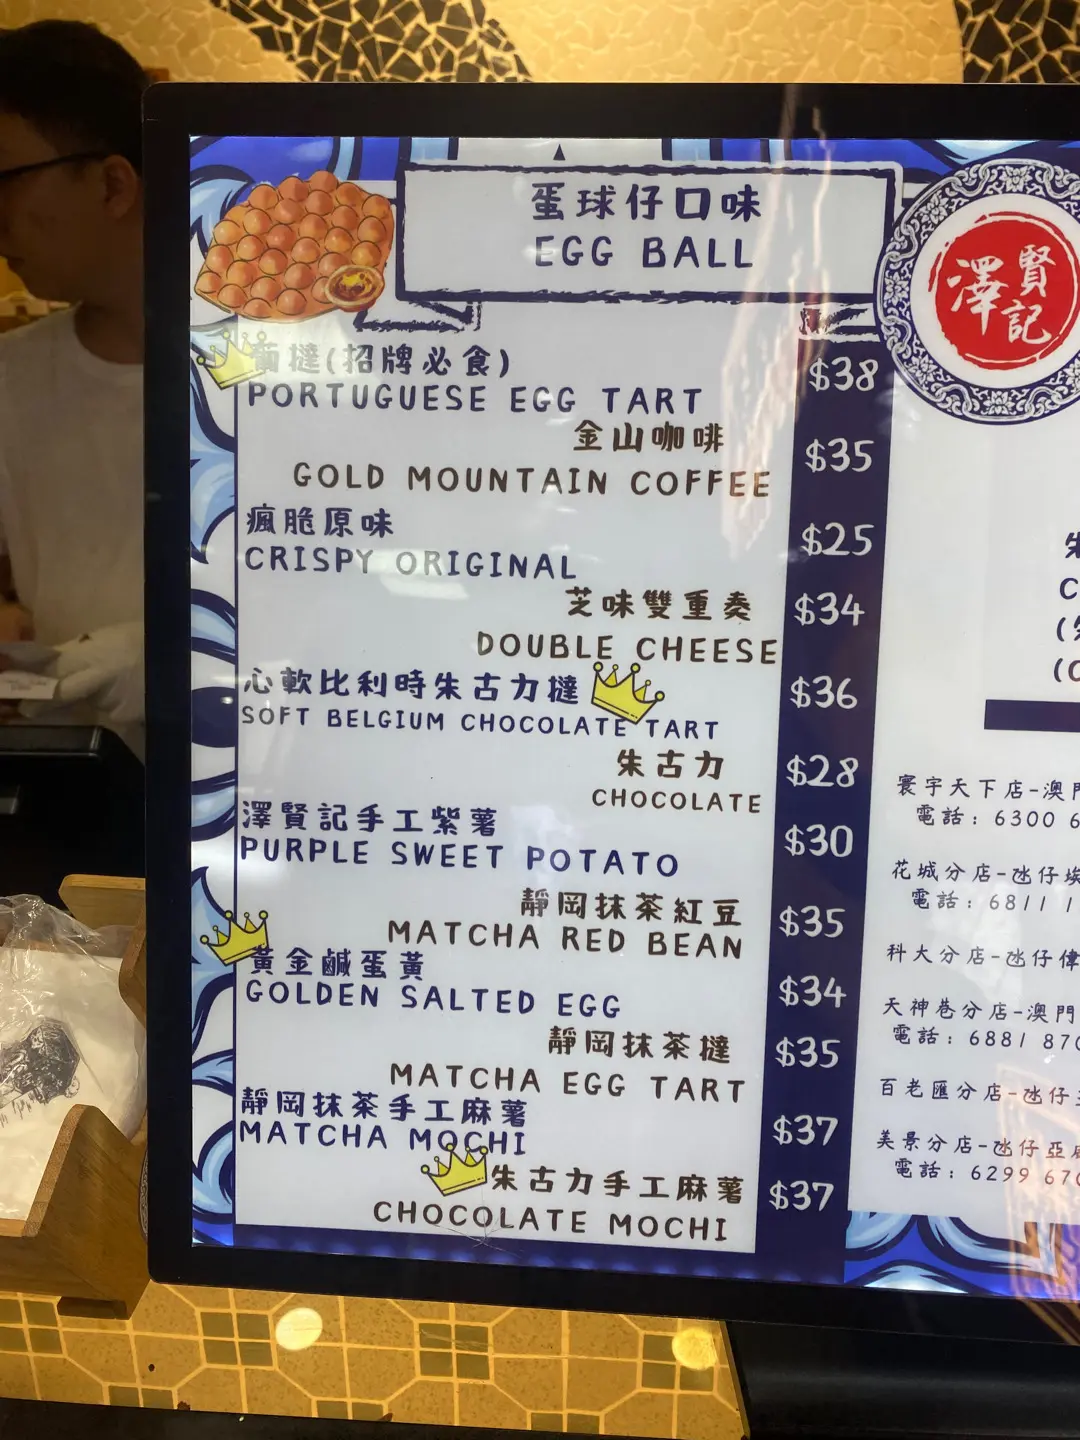 蛋球仔口味
EGG BALL
澤賢記
葡撻(招牌必食)
PORTUGUESE EGG TART
$38
金山咖啡
GOLD MOUNTAIN COFFEE
$35
瘋脆原味
CRISPY ORIGINAL
$25
芝味雙重奏
DOUBLE CHEESE
$34
心軟比利時朱古力撻
SOFT BELGIUM CHOCOLATE TART
$36
朱古力
CHOCOLATE
$28
澤賢記手工紫薯
PURPLE SWEET POTATO
$30
靜岡抹茶紅豆
MATCHA RED BEAN
$35
黃金鹹蛋黃
GOLDEN SALTED EGG
$34
靜岡抹茶撻
MATCHA EGG TART
$35
靜岡抹茶手工麻薯
MATCHA MOCHI
$37
朱古力手工麻薯
CHOCOLATE MOCHI
$37
寰宇天下店-澳門
電話: 6300 6
花城分店-氹仔埃
電話: 6811 1
科大分店-氹仔偉
天神巷分店-澳門
電話: 6881 870
百老匯分店-氹仔
美景分店-氹仔亞
電話: 6299 670